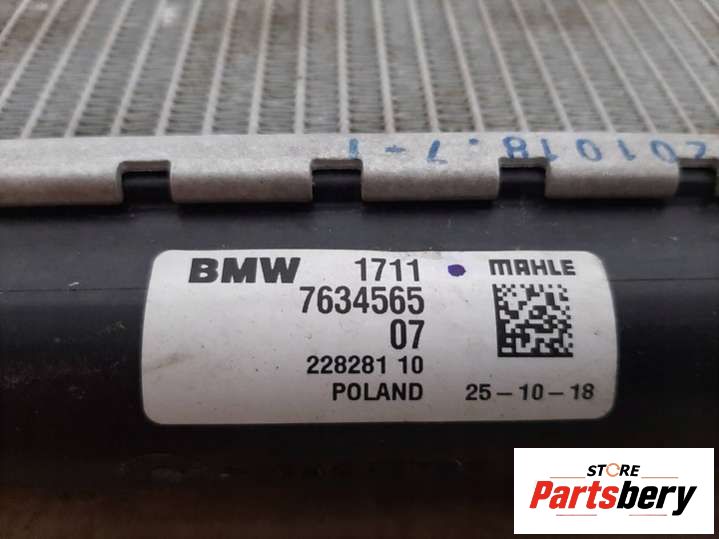 201018.7-1
BMW 1711 MAHLE
7634565
07
228281 10
POLAND 25-10-18
STORE
Partsbery